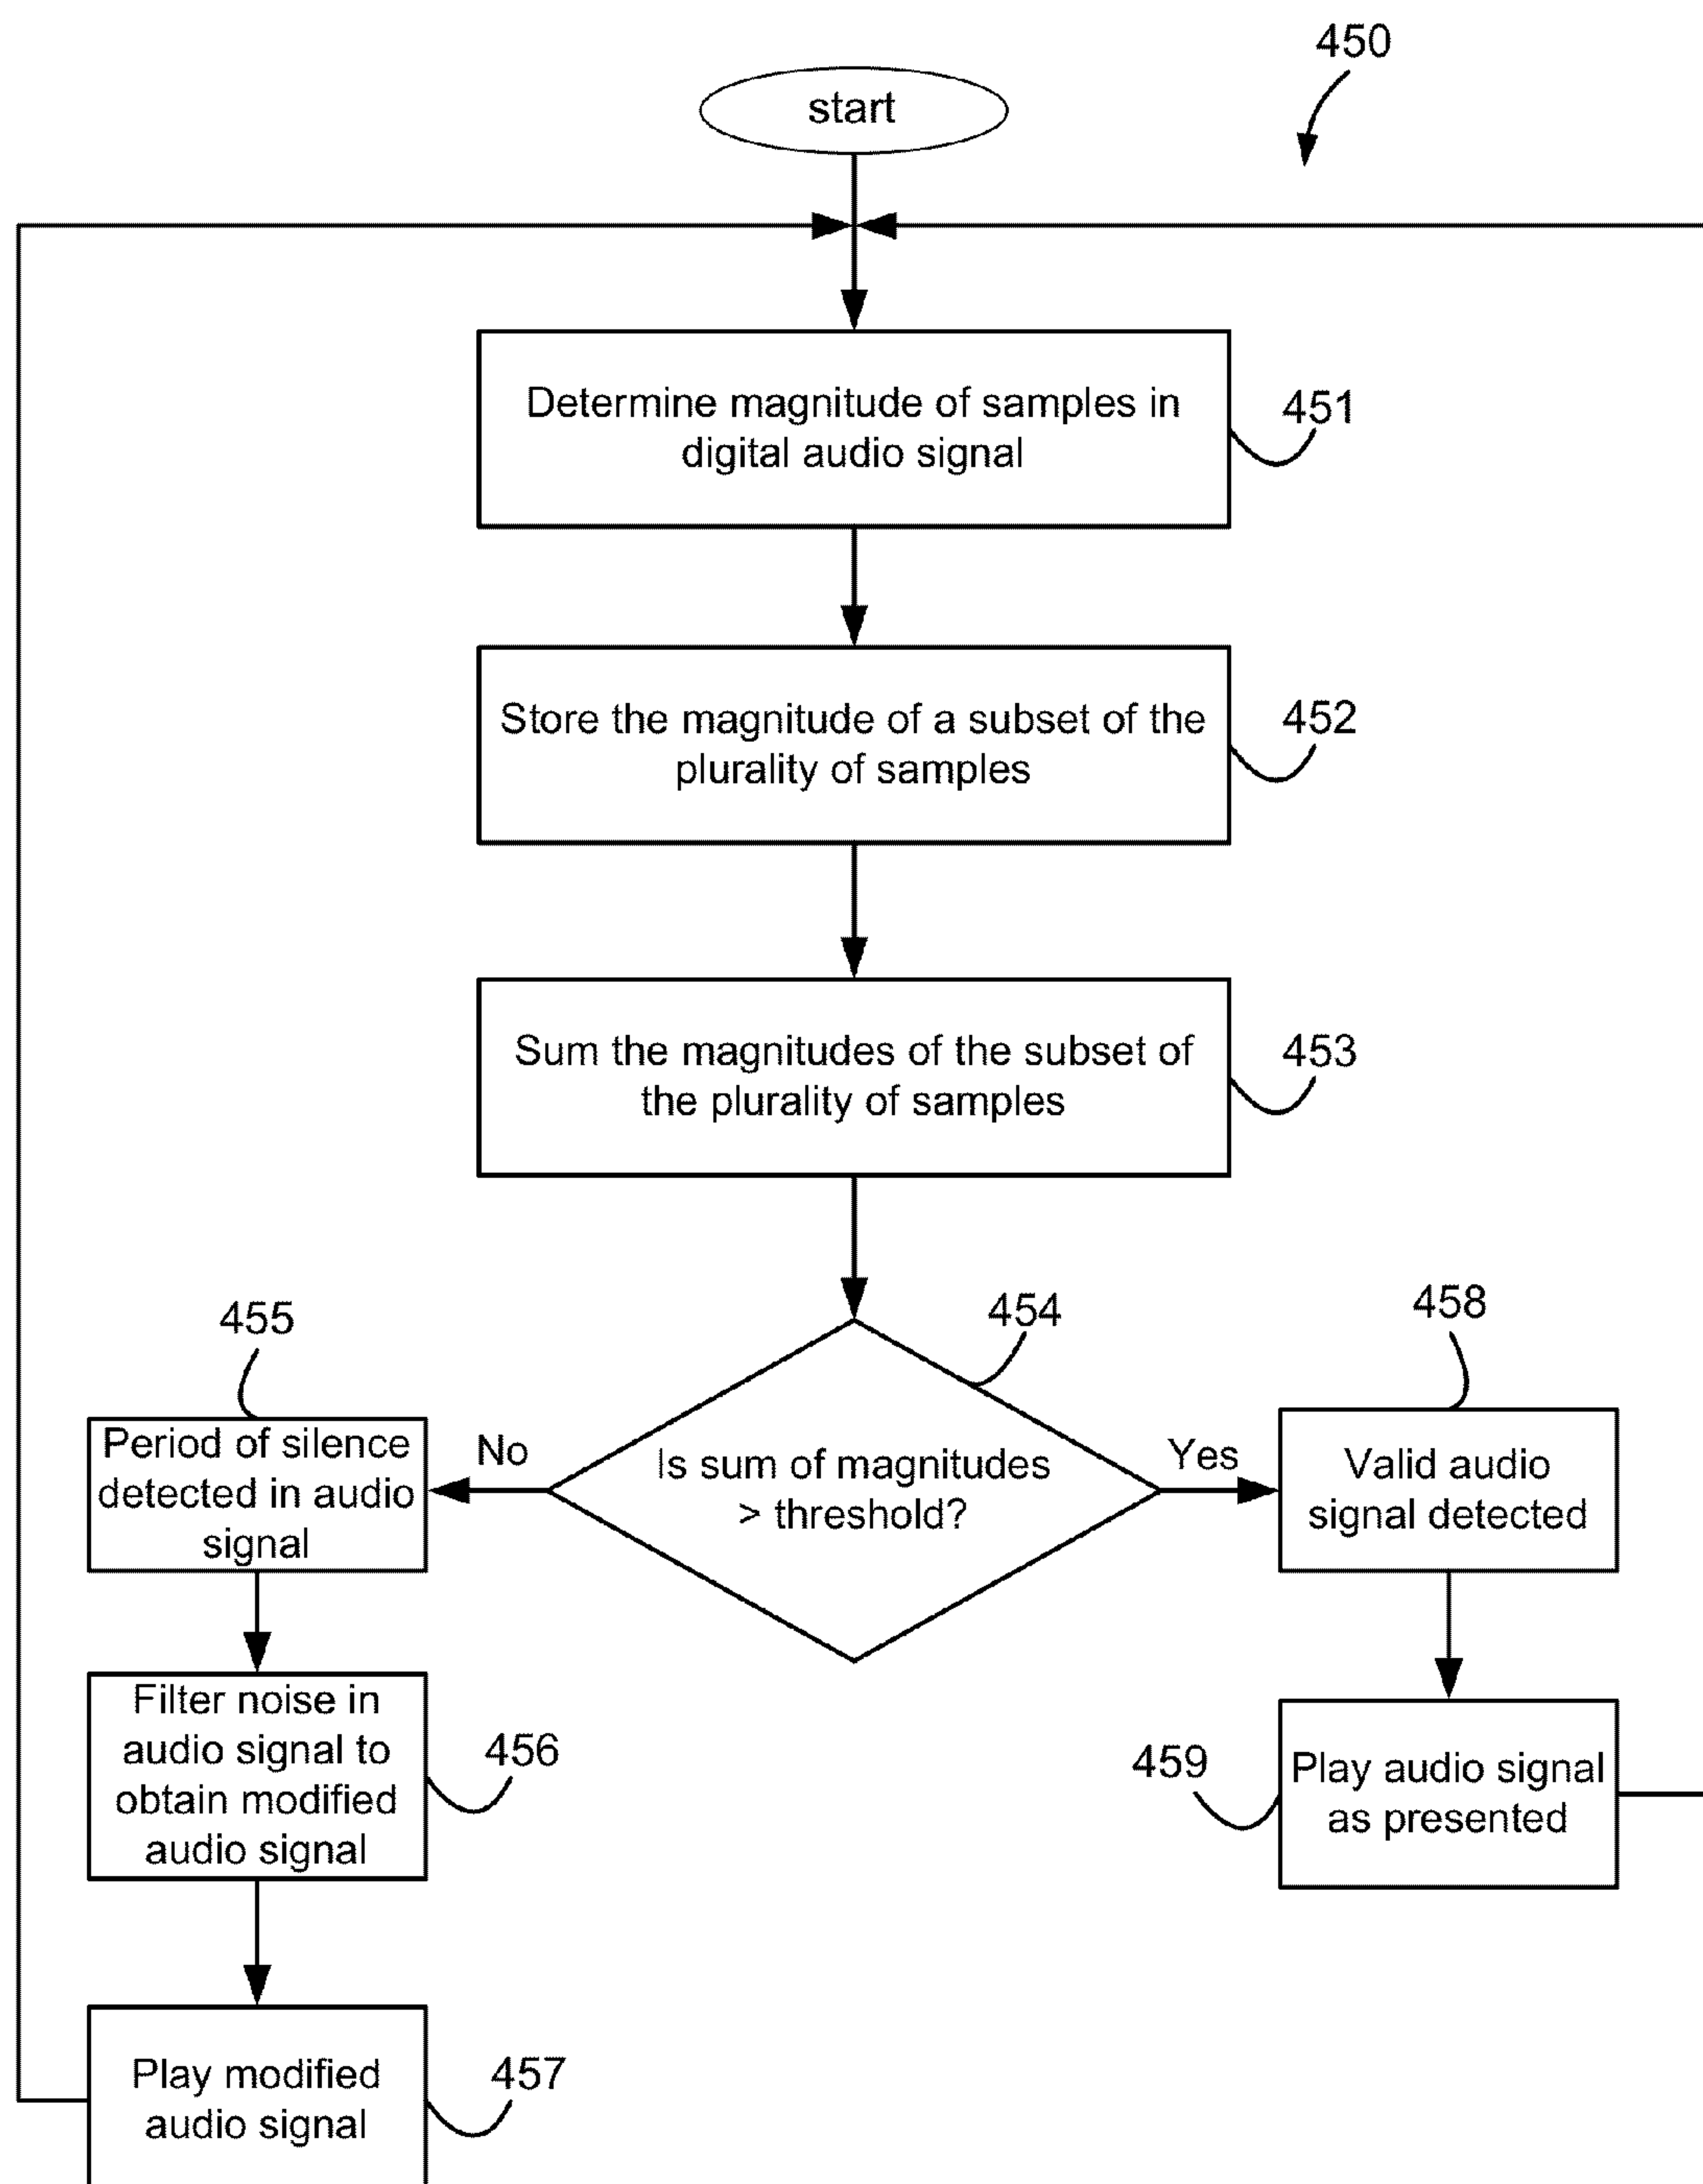 450
start
Determine magnitude of samples in
digital audio signal
451
Store the magnitude of a subset of the
plurality of samples
452
Sum the magnitudes of the subset of
the plurality of samples
453
454
Is sum of magnitudes
> threshold?
No
Yes
455
Period of silence
detected in audio
signal
458
Valid audio
signal detected
Filter noise in
audio signal to
obtain modified
audio signal
456
459
Play audio signal
as presented
Play modified
audio signal
457